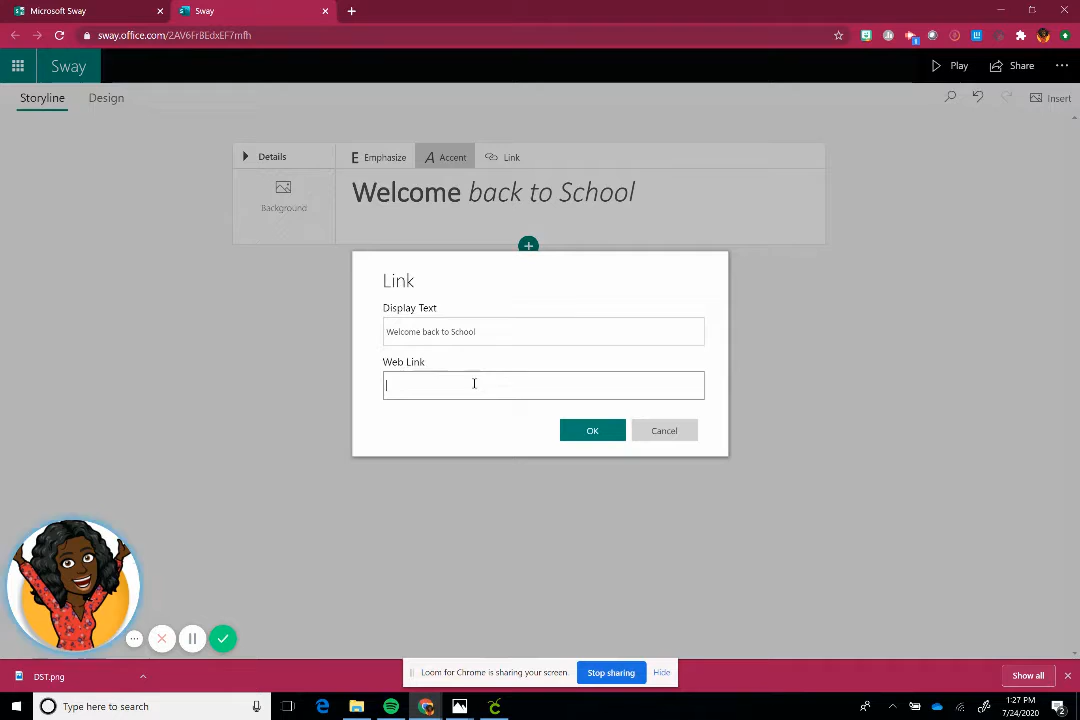 Microsoft Sway
Sway
sway.office.com/2AV6FrBEdxEF7mfh
Sway
Play
Share
Storyline
Design
Insert
Details
E Emphasize
A Accent
Link
Background
Welcome back to School
Link
Display Text
Welcome back to School
Web Link
OK
Cancel
DST.png
Loom for Chrome is sharing your screen.
Stop sharing
Hide
Show all
Type here to search
1:27 PM
7/24/2020
2